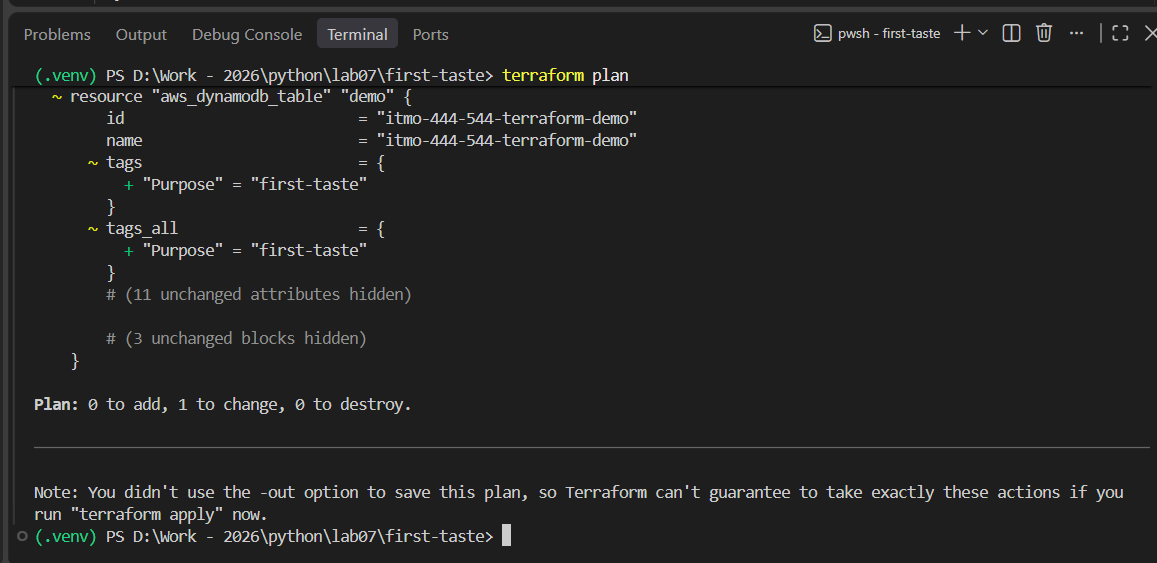 Problems Output Debug Console Terminal Ports pwsh - first-taste
(.venv) PS D:\Work - 2026\python\lab07\first-taste> terraform plan
~ resource "aws_dynamodb_table" "demo" {
id = "itmo-444-544-terraform-demo"
name = "itmo-444-544-terraform-demo"
~ tags = {
+ "Purpose" = "first-taste"
}
~ tags_all = {
+ "Purpose" = "first-taste"
}
# (11 unchanged attributes hidden)
# (3 unchanged blocks hidden)
}
Plan: 0 to add, 1 to change, 0 to destroy.
Note: You didn't use the -out option to save this plan, so Terraform can't guarantee to take exactly these actions if you
run "terraform apply" now.
(.venv) PS D:\Work - 2026\python\lab07\first-taste>